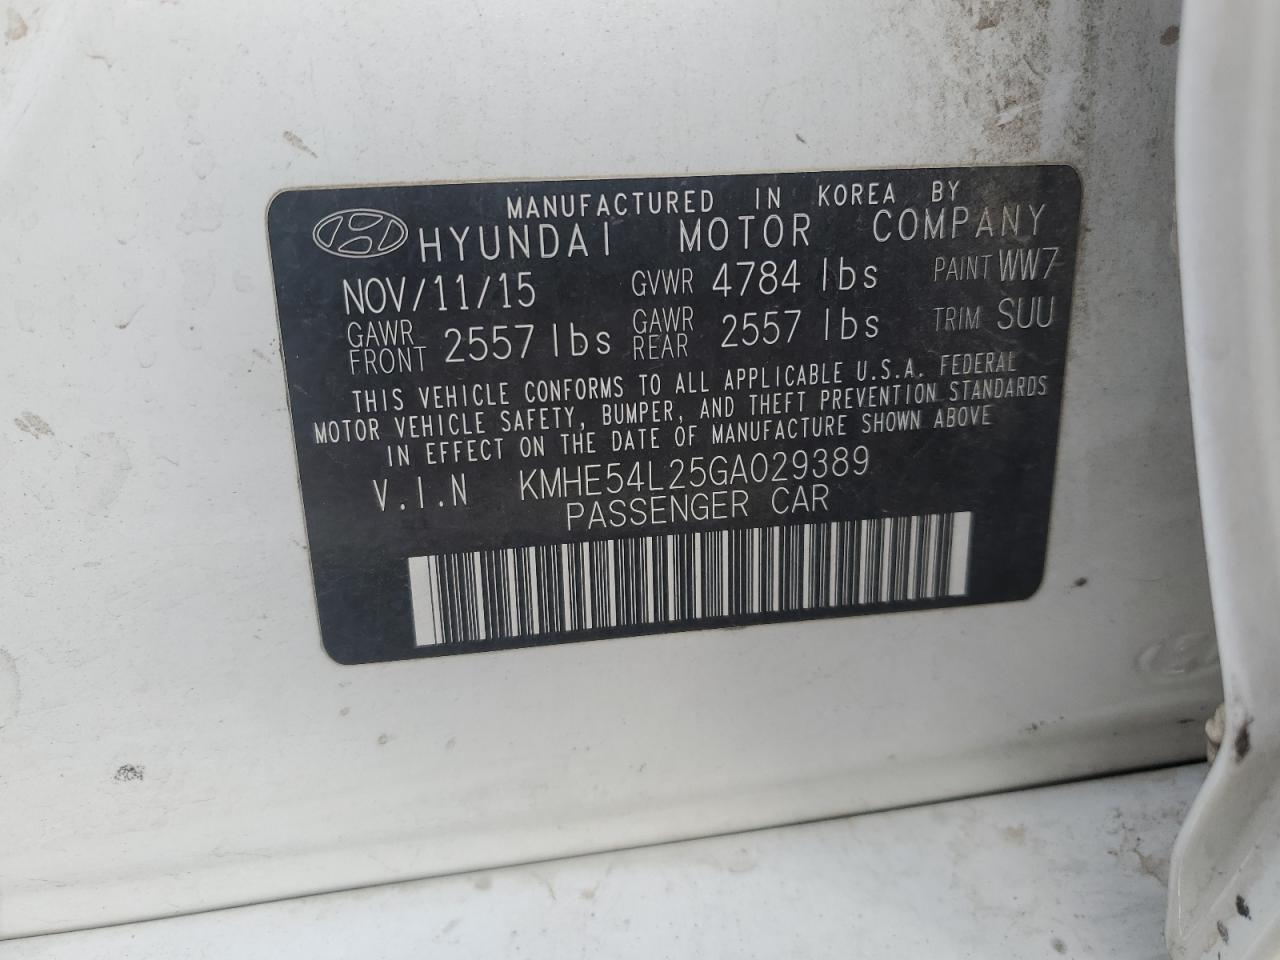 MANUFACTURED IN KOREA BY
HYUNDAI MOTOR COMPANY
NOV/11/15 GVWR 4784 lbs PAINT WW7
GAWR FRONT 2557 lbs GAWR REAR 2557 lbs TRIM SUU
THIS VEHICLE CONFORMS TO ALL APPLICABLE U.S.A. FEDERAL
MOTOR VEHICLE SAFETY, BUMPER, AND THEFT PREVENTION STANDARDS
IN EFFECT ON THE DATE OF MANUFACTURE SHOWN ABOVE
V.I.N KMHE54L25GA029389
PASSENGER CAR